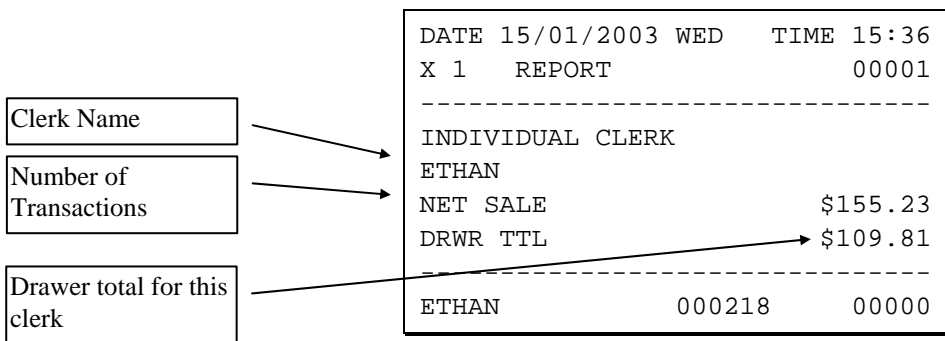 Clerk Name
Number of
Transactions
Drawer total for this
clerk
DATE 15/01/2003 WED TIME 15:36
X 1 REPORT 00001
--------------------------------
INDIVIDUAL CLERK
ETHAN
NET SALE $155.23
DRWR TTL $109.81
--------------------------------
ETHAN 000218 00000